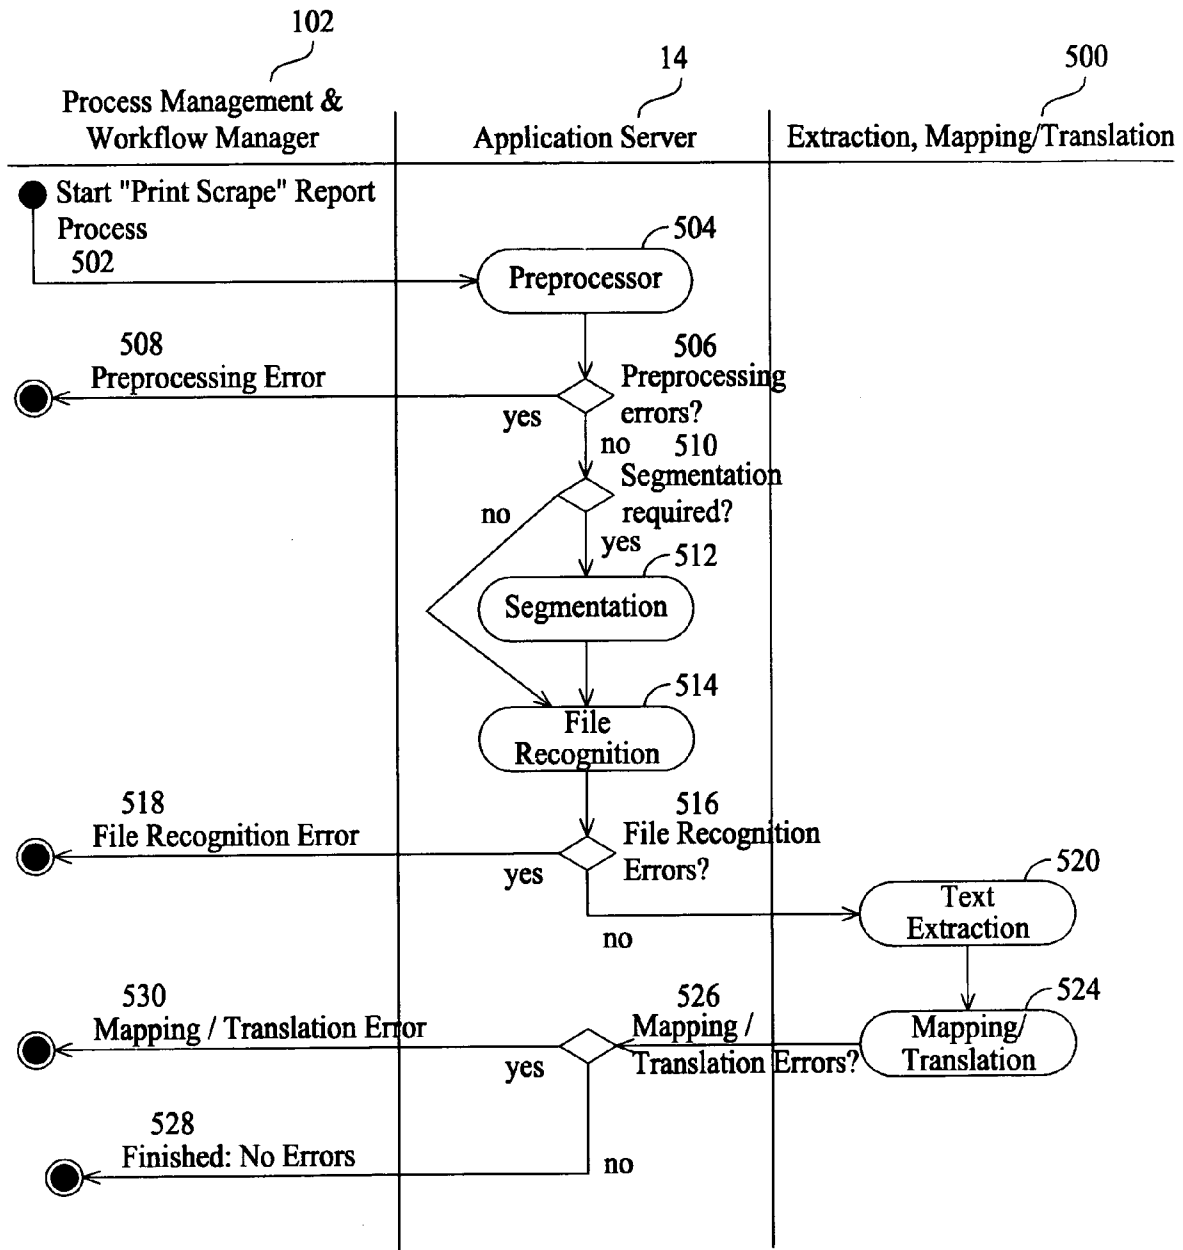 102
14
500
Process Management &
Workflow Manager
Application Server
Extraction, Mapping/Translation
Start "Print Scrape" Report
Process
502
504
Preprocessor
508
Preprocessing Error
506
Preprocessing
errors?
yes
no
510
Segmentation
required?
no
yes
512
Segmentation
514
File
Recognition
518
File Recognition Error
516
File Recognition
Errors?
yes
no
520
Text
Extraction
530
Mapping / Translation Error
526
Mapping /
Translation Errors?
yes
524
Mapping/
Translation
528
Finished: No Errors
no